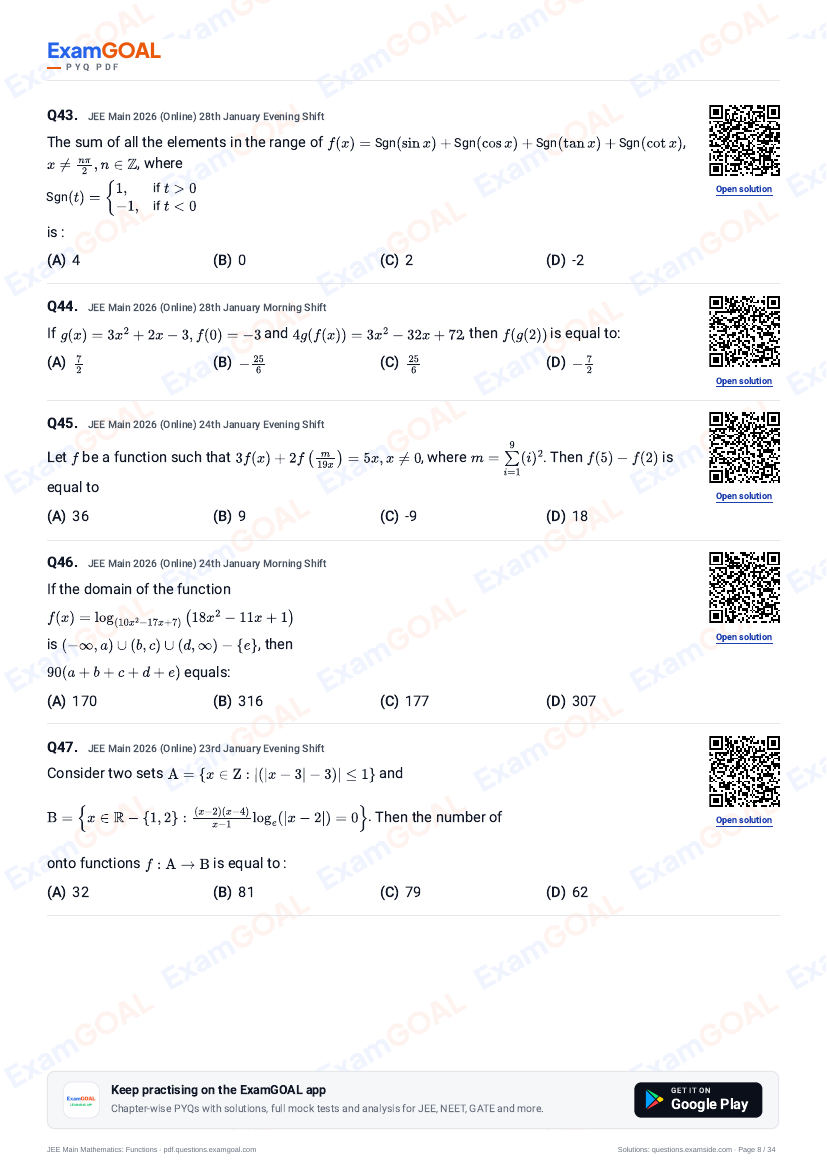 ExamGOAL
PYQ PDF
Q43. JEE Main 2026 (Online) 28th January Evening Shift
The sum of all the elements in the range of f(x) = Sgn(sin x) + Sgn(cos x) + Sgn(tan x) + Sgn(cot x),
x ≠ nπ/2, n ∈ ℤ, where
Sgn(t) = { 1, if t > 0
−1, if t < 0
is :
(A) 4 (B) 0 (C) 2 (D) -2
Open solution
Q44. JEE Main 2026 (Online) 28th January Morning Shift
If g(x) = 3x² + 2x − 3, f(0) = −3 and 4g(f(x)) = 3x² − 32x + 72, then f(g(2)) is equal to:
(A) 7/2 (B) −25/6 (C) 25/6 (D) −7/2
Open solution
Q45. JEE Main 2026 (Online) 24th January Evening Shift
Let f be a function such that 3f(x) + 2f(m/19x) = 5x, x ≠ 0, where m = ∑_{i=1}^{9} (i)². Then f(5) − f(2) is
equal to
(A) 36 (B) 9 (C) -9 (D) 18
Open solution
Q46. JEE Main 2026 (Online) 24th January Morning Shift
If the domain of the function
f(x) = log_(10x²−17x+7) (18x² − 11x + 1)
is (−∞, a) ∪ (b, c) ∪ (d, ∞) − {e}, then
90(a + b + c + d + e) equals:
(A) 170 (B) 316 (C) 177 (D) 307
Open solution
Q47. JEE Main 2026 (Online) 23rd January Evening Shift
Consider two sets A = {x ∈ Z : |(|x − 3| − 3)| ≤ 1} and
B = {x ∈ ℝ − {1, 2} : (x−2)(x−4)/(x−1) log_e(|x − 2|) = 0}. Then the number of
onto functions f : A → B is equal to :
(A) 32 (B) 81 (C) 79 (D) 62
Open solution
ExamGOAL
Keep practising on the ExamGOAL app
Chapter-wise PYQs with solutions, full mock tests and analysis for JEE, NEET, GATE and more.
GET IT ON
Google Play
JEE Main Mathematics: Functions · pdf.questions.examgoal.com
Solutions: questions.examside.com · Page 8 / 34